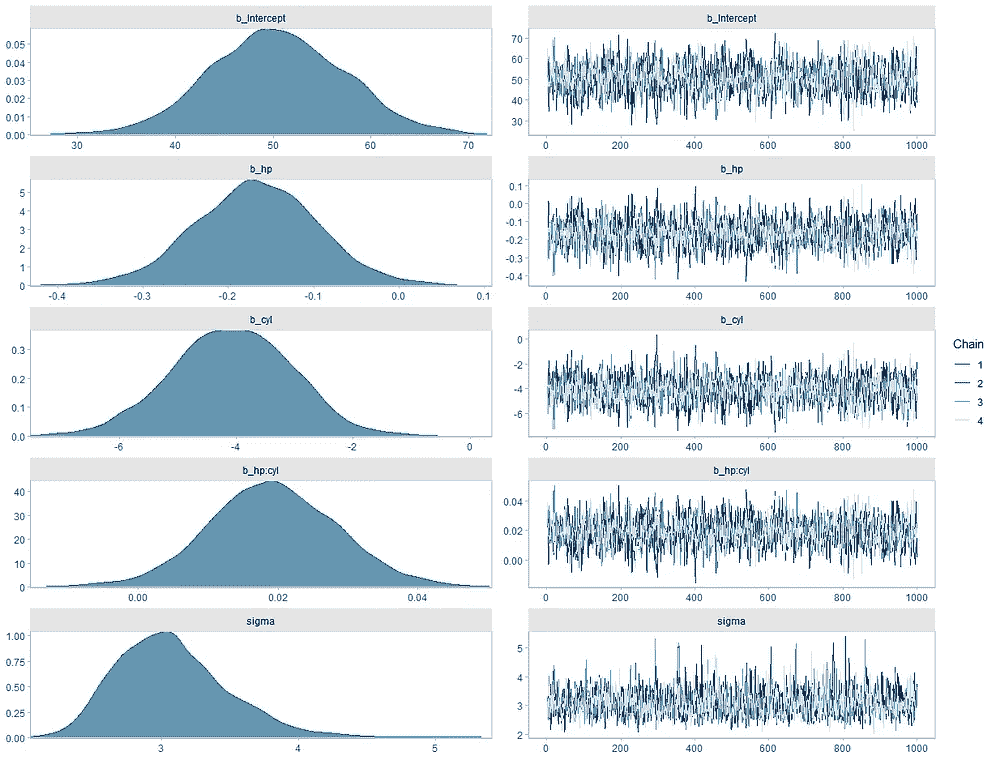 b_Intercept
0.05
0.04
0.03
0.02
0.01
0.00
30 40 50 60 70
b_Intercept
70
60
50
40
30
0 200 400 600 800 1000
b_hp
5
4
3
2
1
0
-0.4 -0.3 -0.2 -0.1 0.0 0.1
b_hp
0.1
0.0
-0.1
-0.2
-0.3
-0.4
0 200 400 600 800 1000
b_cyl
0.3
0.2
0.1
0.0
-6 -4 -2 0
b_cyl
0
-2
-4
-6
0 200 400 600 800 1000
b_hp:cyl
40
30
20
10
0
0.00 0.02 0.04
b_hp:cyl
0.04
0.02
0.00
0 200 400 600 800 1000
sigma
1.00
0.75
0.50
0.25
0.00
3 4 5
sigma
5
4
3
2
0 200 400 600 800 1000
Chain
1
2
3
4